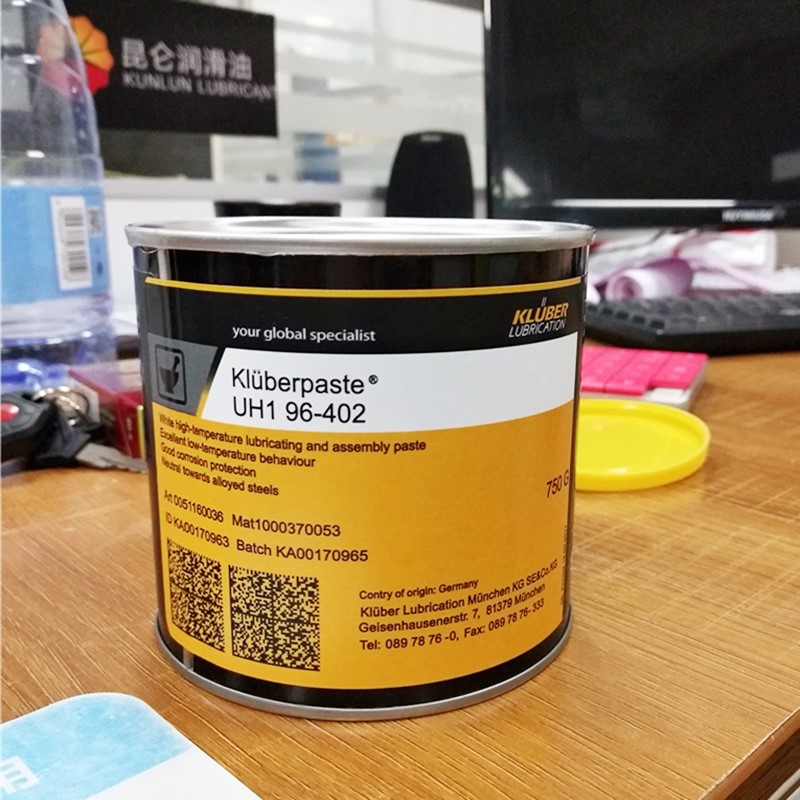 昆仑润滑油
KUNLUN LUBRICANT
your global specialist
KLÜBER
LUBRICATION
Klüberpaste®
UH1 96-402
White high-temperature lubricating and assembly paste
Excellent low-temperature behaviour
Good corrosion protection
Neutral towards alloyed steels
750 G
Art 0051160036 Mat1000370053
ID KA00170963 Batch KA00170965
Contry of origin: Germany
Klüber Lubrication München KG SE&Co.KG
Geisenhausenerstr. 7, 81379 München
Tel: 089 78 76 -0, Fax: 089 78 76- 333